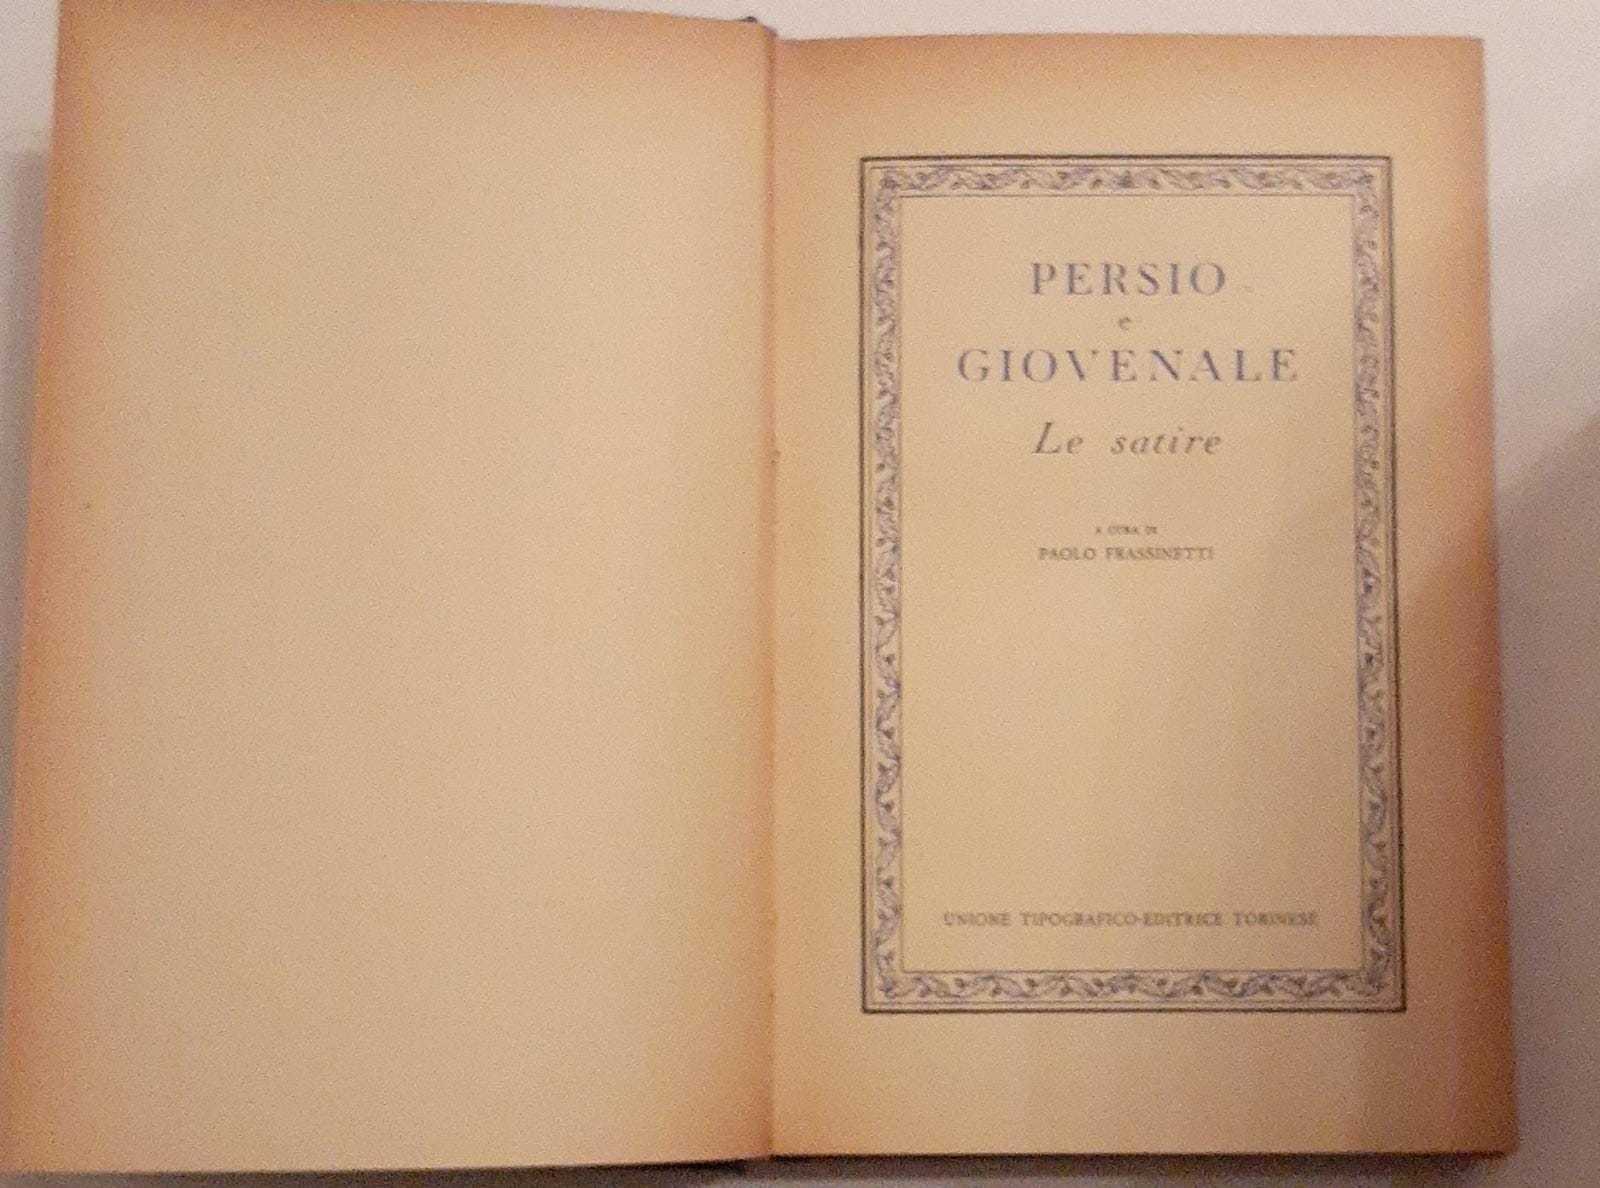 PERSIO
e
GIOVENALE
Le satire
A CURA DI
PAOLO FRASSINETTI
UNIONE TIPOGRAFICO-EDITRICE TORINESE